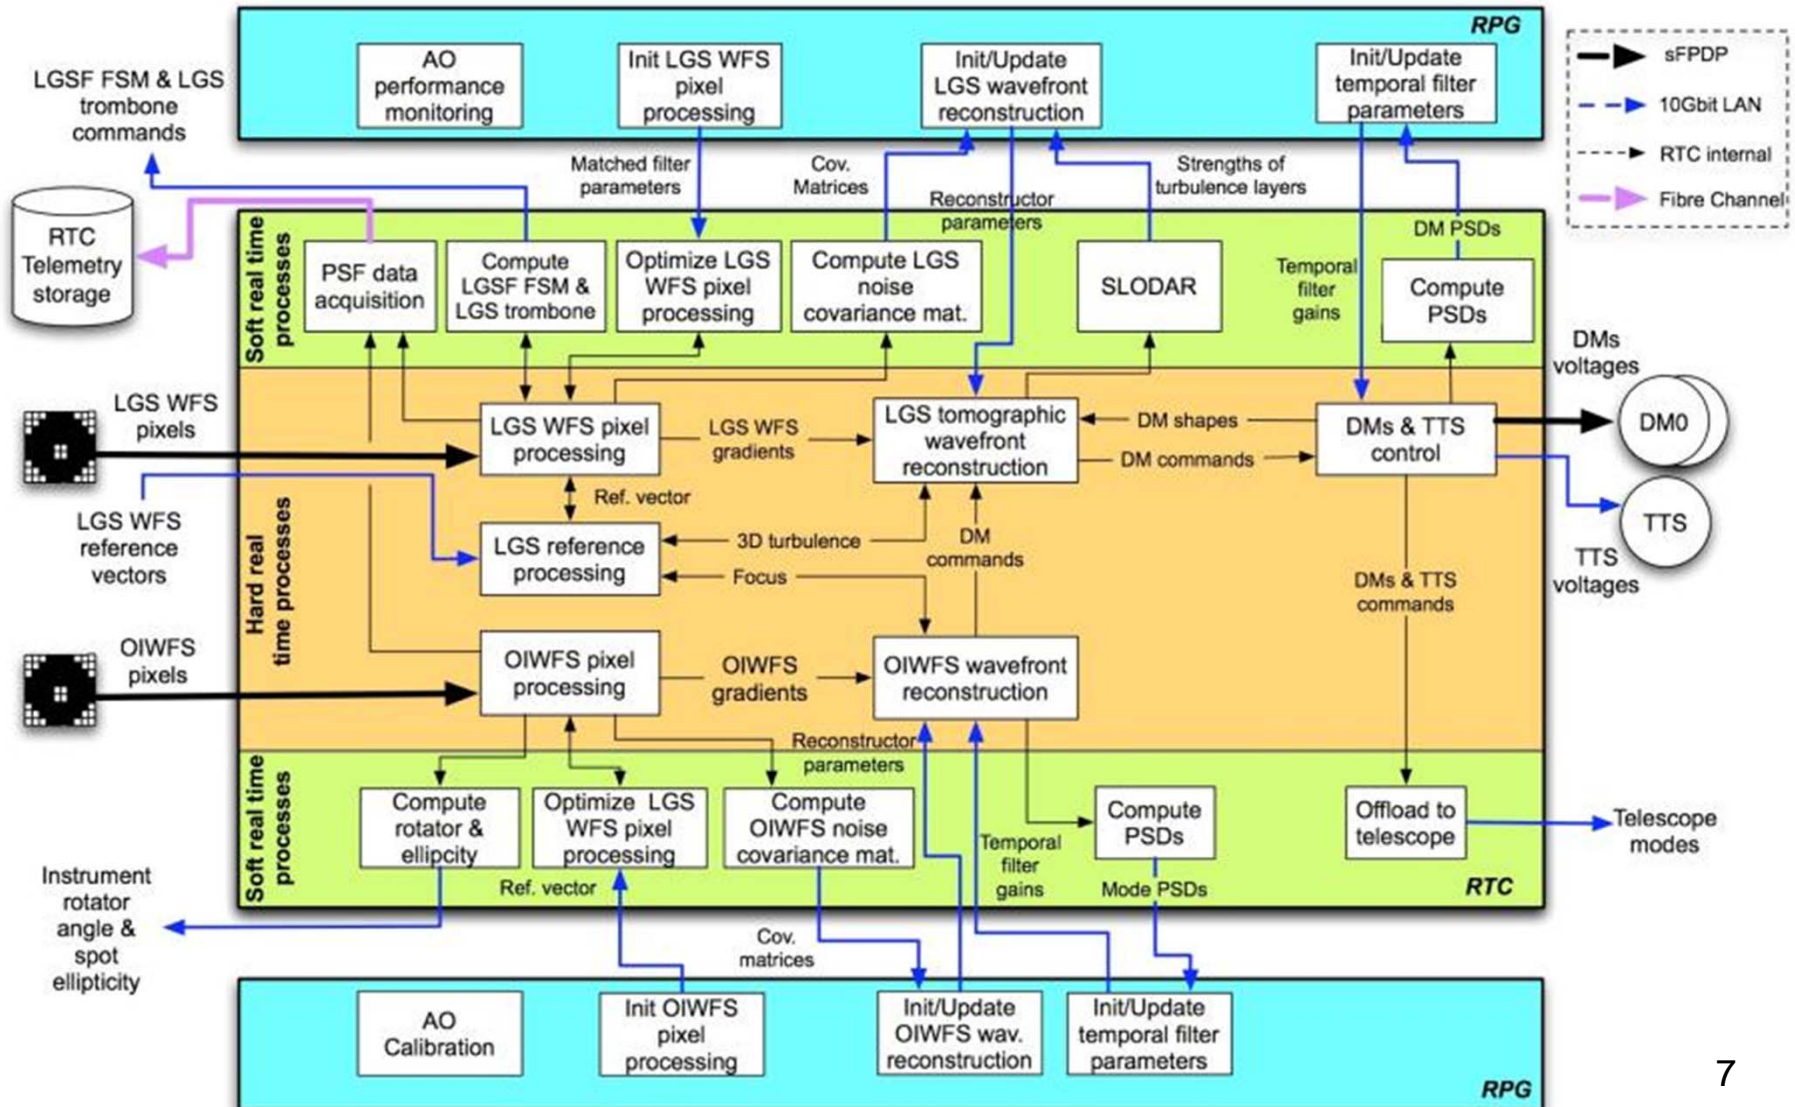 RPG
AO
performance
monitoring
Init LGS WFS
pixel
processing
Init/Update
LGS wavefront
reconstruction
Init/Update
temporal filter
parameters
sFPDP
10Gbit LAN
RTC internal
Fibre Channel
LGSF FSM & LGS
trombone
commands
Matched filter
parameters
Cov.
Matrices
Reconstructor
parameters
Strengths of
turbulence layers
RTC
Telemetry
storage
Soft real time
processes
PSF data
acquisition
Compute
LGSF FSM &
LGS trombone
Optimize LGS
WFS pixel
processing
Compute LGS
noise
covariance mat.
SLODAR
Temporal
filter
gains
DM PSDs
Compute
PSDs
DMs
voltages
LGS WFS
pixels
LGS WFS pixel
processing
LGS WFS
gradients
LGS tomographic
wavefront
reconstruction
DM shapes
DM commands
DMs & TTS
control
DM0
TTS
TTS
voltages
LGS WFS
reference
vectors
Hard real
time processes
Ref. vector
LGS reference
processing
3D turbulence
Focus
DM
commands
DMs & TTS
commands
OIWFS
pixels
OIWFS pixel
processing
OIWFS
gradients
OIWFS wavefront
reconstruction
Reconstructor
parameters
Soft real time
processes
Compute
rotator &
ellipcity
Optimize LGS
WFS pixel
processing
Compute
OIWFS noise
covariance mat.
Temporal
filter
gains
Compute
PSDs
Offload to
telescope
Telescope
modes
Ref. vector
Mode PSDs
RTC
Instrument
rotator
angle &
spot
ellipticity
Cov.
matrices
AO
Calibration
Init OIWFS
pixel
processing
Init/Update
OIWFS wav.
reconstruction
Init/Update
temporal filter
parameters
RPG
7